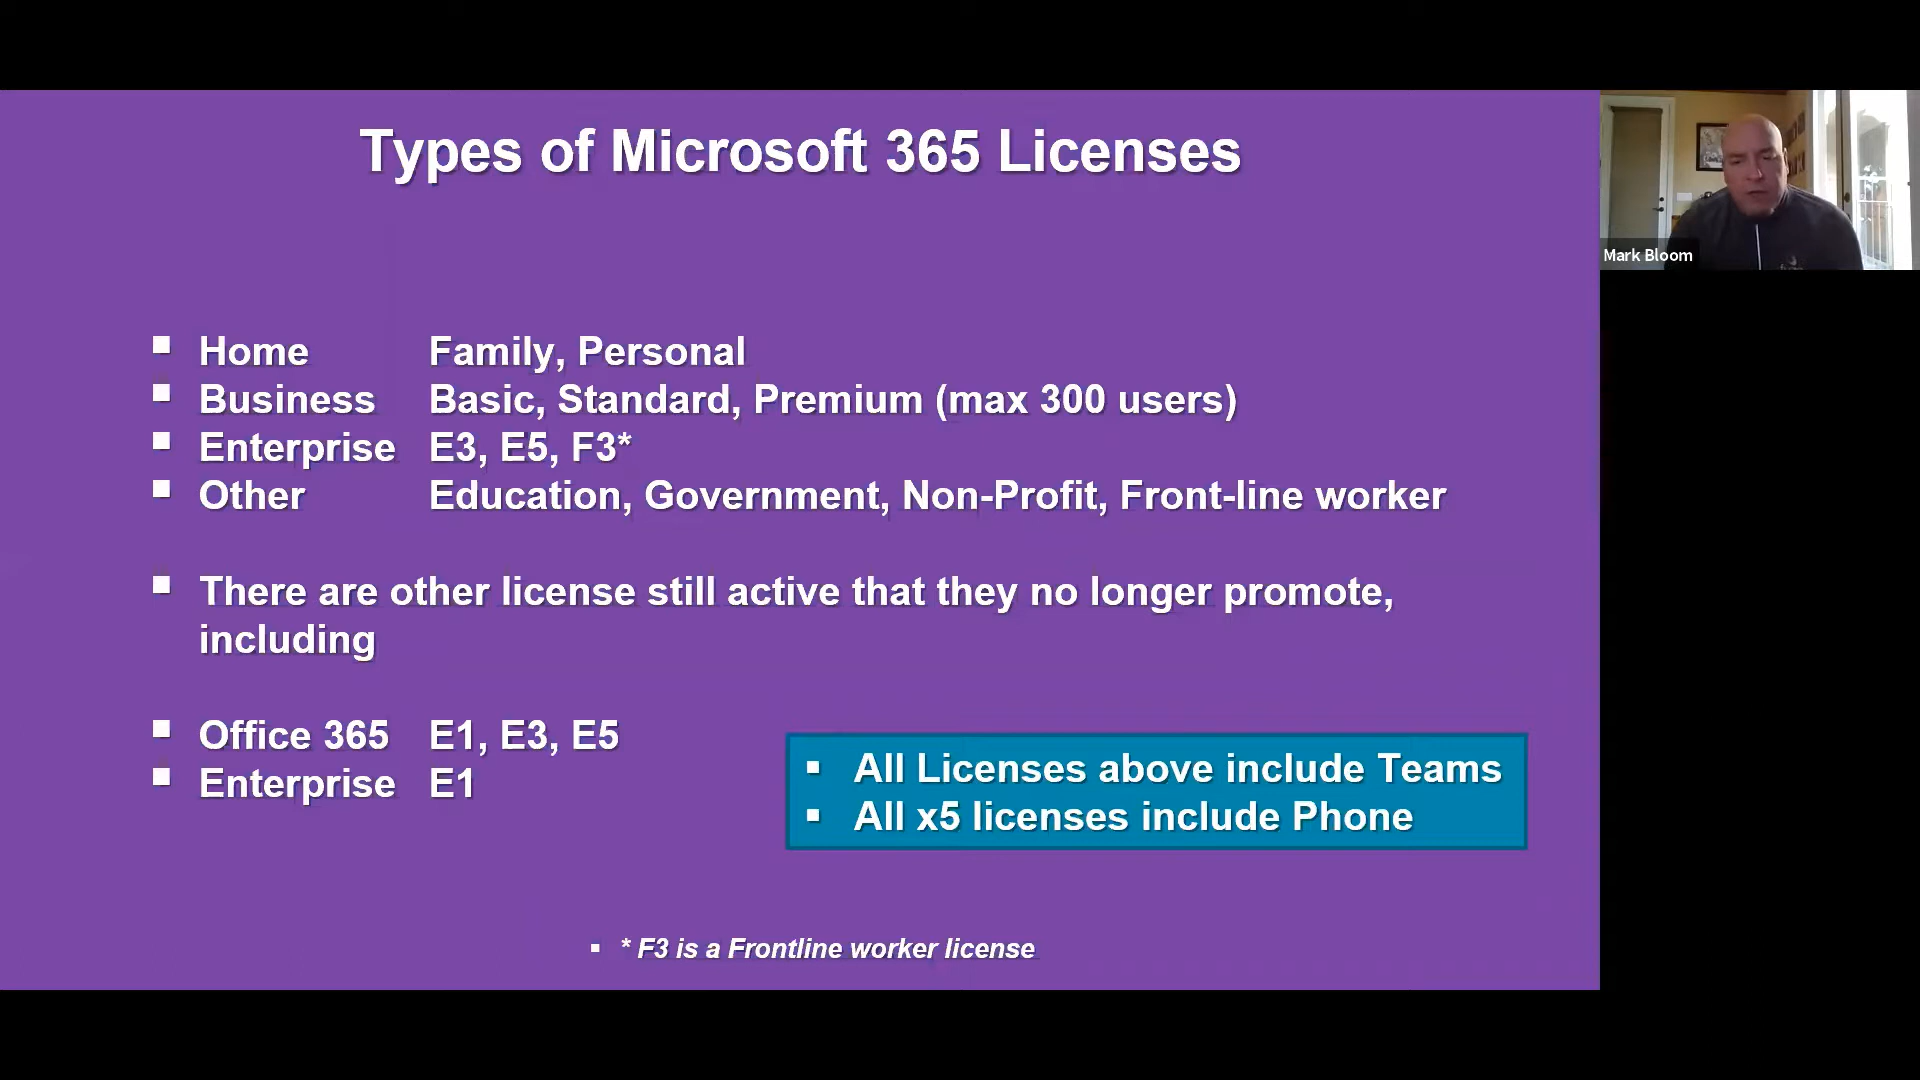 Types of Microsoft 365 Licenses
Mark Bloom
▪ Home Family, Personal
▪ Business Basic, Standard, Premium (max 300 users)
▪ Enterprise E3, E5, F3*
▪ Other Education, Government, Non-Profit, Front-line worker
▪ There are other license still active that they no longer promote,
including
▪ Office 365 E1, E3, E5
▪ Enterprise E1
▪ All Licenses above include Teams
▪ All x5 licenses include Phone
▪ * F3 is a Frontline worker license